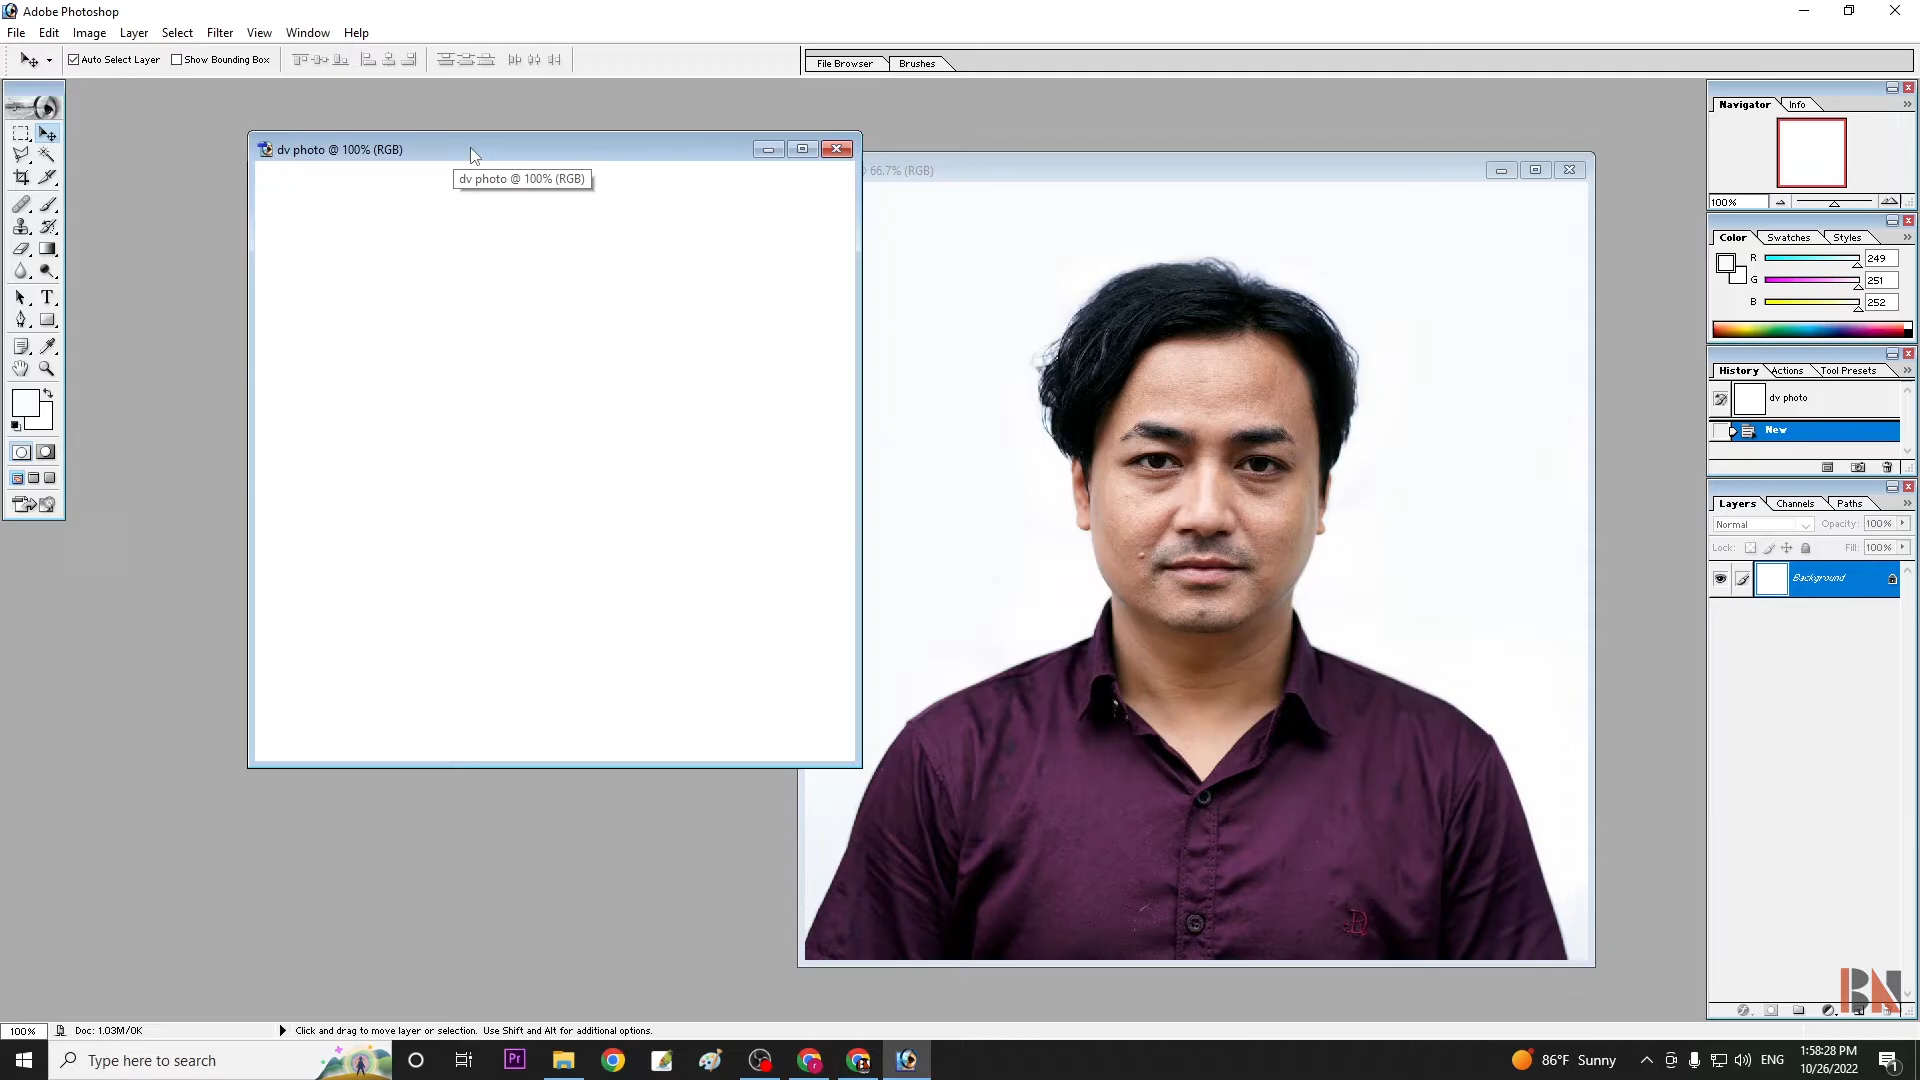 Adobe Photoshop
File Edit Image Layer Select Filter View Window Help
Auto Select Layer Show Bounding Box
File Browser Brushes
dv photo @ 100% (RGB)
dv photo @ 100% (RGB)
66.7% (RGB)
Navigator Info
100%
Color Swatches Styles
R 249
G 251
B 252
History Actions Tool Presets
dv photo
New
Layers Channels Paths
Normal Opacity: 100%
Lock: Fill: 100%
Background
BN
100% Doc: 1.03M/0K Click and drag to move layer or selection. Use Shift and Alt for additional options.
Type here to search
Pr
86°F Sunny
ENG
1:58:28 PM
10/26/2022
1